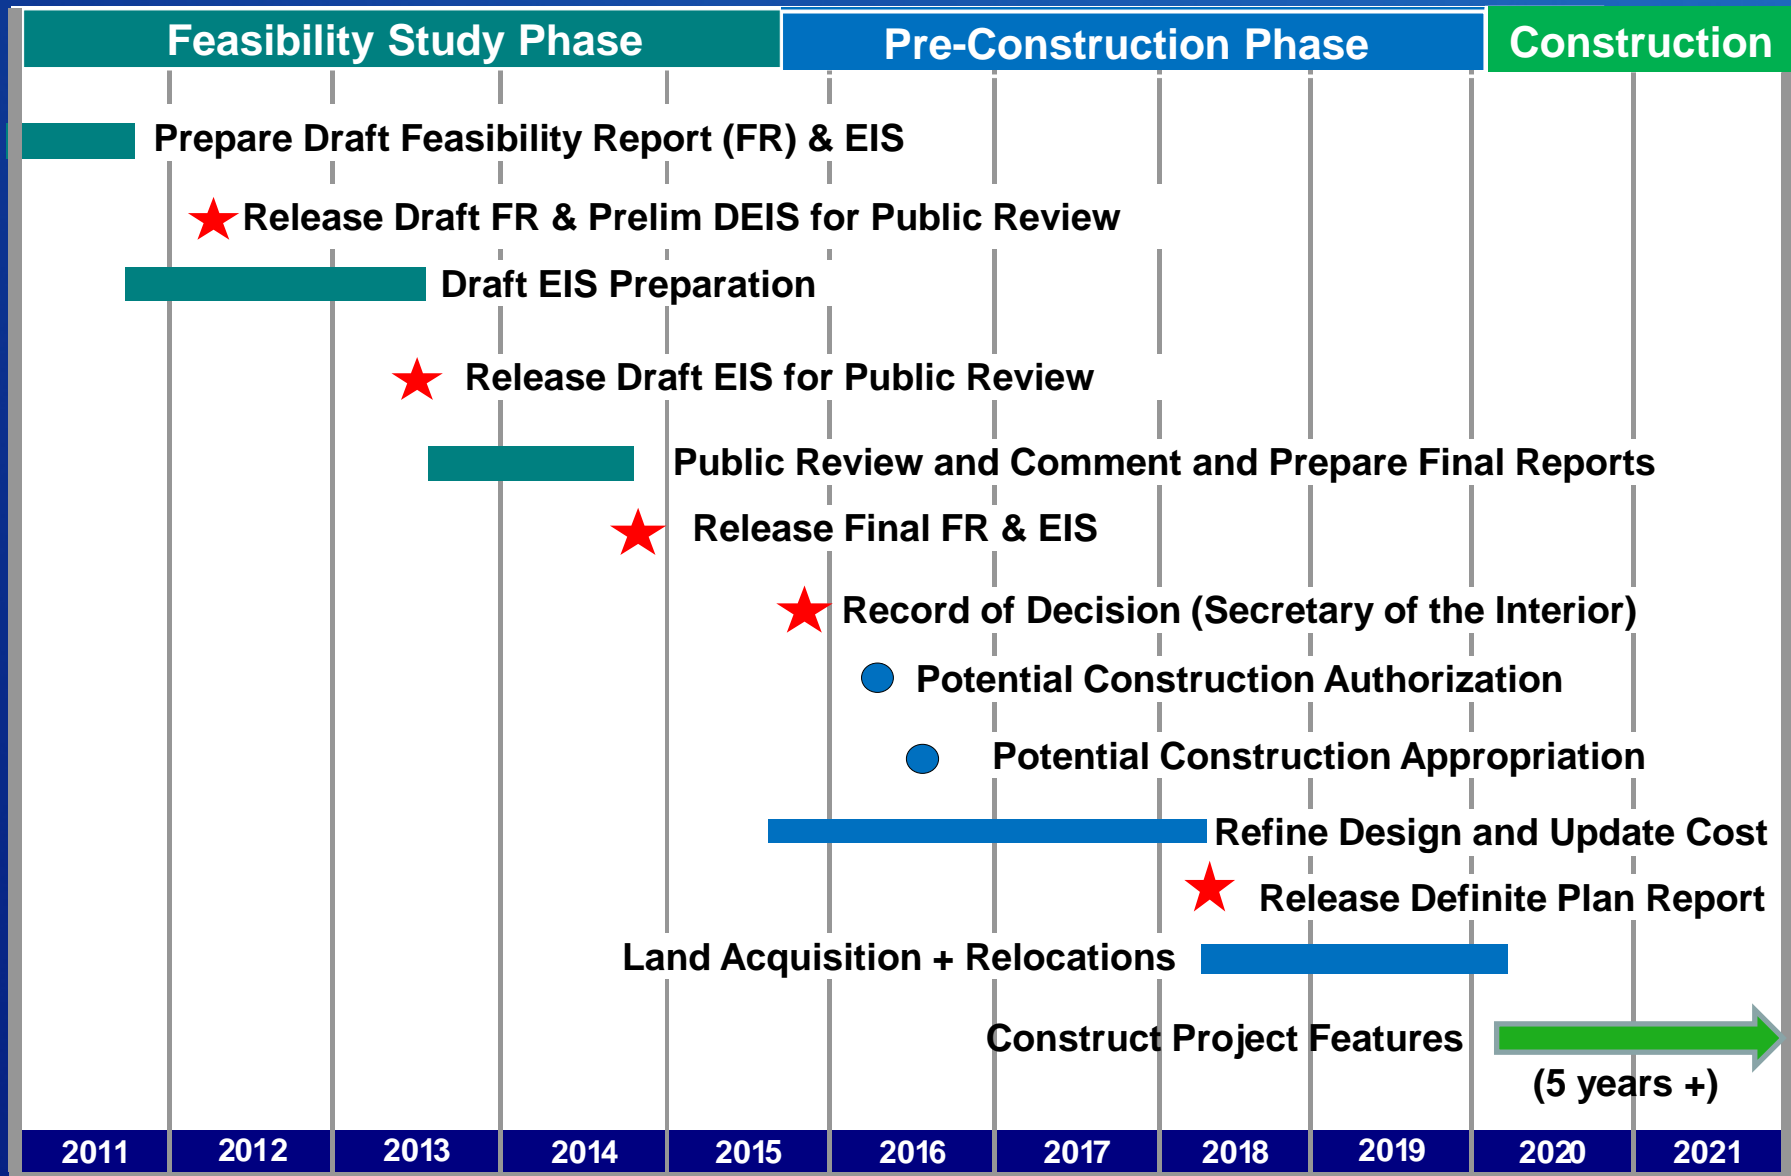 Feasibility Study Phase
Pre-Construction Phase
Construction
Prepare Draft Feasibility Report (FR) & EIS
Release Draft FR & Prelim DEIS for Public Review
Draft EIS Preparation
Release Draft EIS for Public Review
Public Review and Comment and Prepare Final Reports
Release Final FR & EIS
Record of Decision (Secretary of the Interior)
Potential Construction Authorization
Potential Construction Appropriation
Refine Design and Update Cost
Release Definite Plan Report
Land Acquisition + Relocations
Construct Project Features
(5 years +)
2011 2012 2013 2014 2015 2016 2017 2018 2019 2020 2021